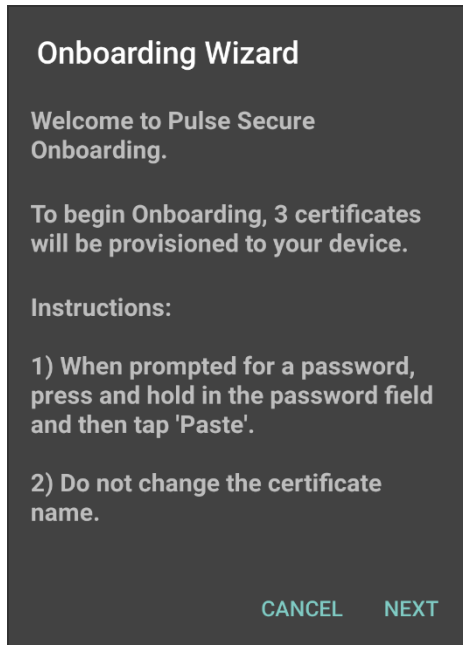 Onboarding Wizard
Welcome to Pulse Secure
Onboarding.
To begin Onboarding, 3 certificates
will be provisioned to your device.
Instructions:
1) When prompted for a password,
press and hold in the password field
and then tap 'Paste'.
2) Do not change the certificate
name.
CANCEL NEXT